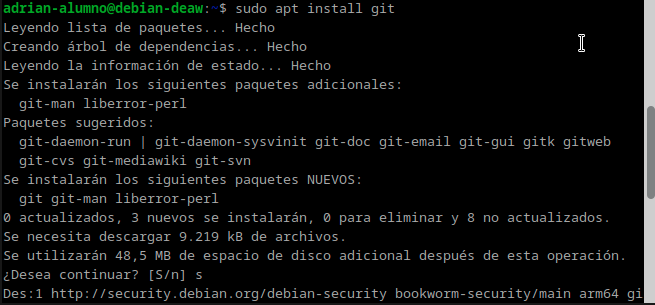 adrian-alumno@debian-deaw:~$ sudo apt install git
Leyendo lista de paquetes... Hecho
Creando árbol de dependencias... Hecho
Leyendo la información de estado... Hecho
Se instalarán los siguientes paquetes adicionales:
  git-man liberror-perl
Paquetes sugeridos:
  git-daemon-run | git-daemon-sysvinit git-doc git-email git-gui gitk gitweb
  git-cvs git-mediawiki git-svn
Se instalarán los siguientes paquetes NUEVOS:
  git git-man liberror-perl
0 actualizados, 3 nuevos se instalarán, 0 para eliminar y 8 no actualizados.
Se necesita descargar 9.219 kB de archivos.
Se utilizarán 48,5 MB de espacio de disco adicional después de esta operación.
¿Desea continuar? [S/n] s
Des:1 http://security.debian.org/debian-security bookworm-security/main arm64 gi